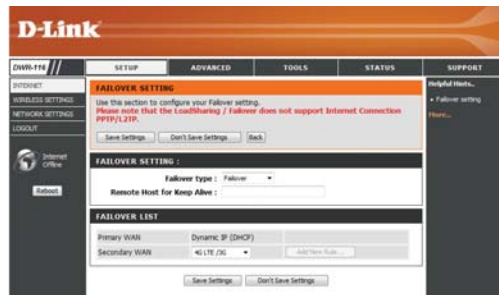 D-Link
DWR-116
SETUP
ADVANCED
TOOLS
STATUS
SUPPORT
INTERNET
WIRELESS SETTINGS
NETWORK SETTINGS
LOGOUT
Internet
Offline
Reboot
FAILOVER SETTING
Use this section to configure your Failover setting.
Please note that the LoadSharing / Failover does not support Internet Connection
PPTP/L2TP.
Save Settings
Don't Save Settings
Back
FAILOVER SETTING :
Failover type : Failover
Remote Host for Keep Alive :
FAILOVER LIST
Primary WAN Dynamic IP (DHCP)
Secondary WAN 4G LTE /3G Add New Rule...
Save Settings Don't Save Settings
Helpful Hints..
• Failover setting
More...